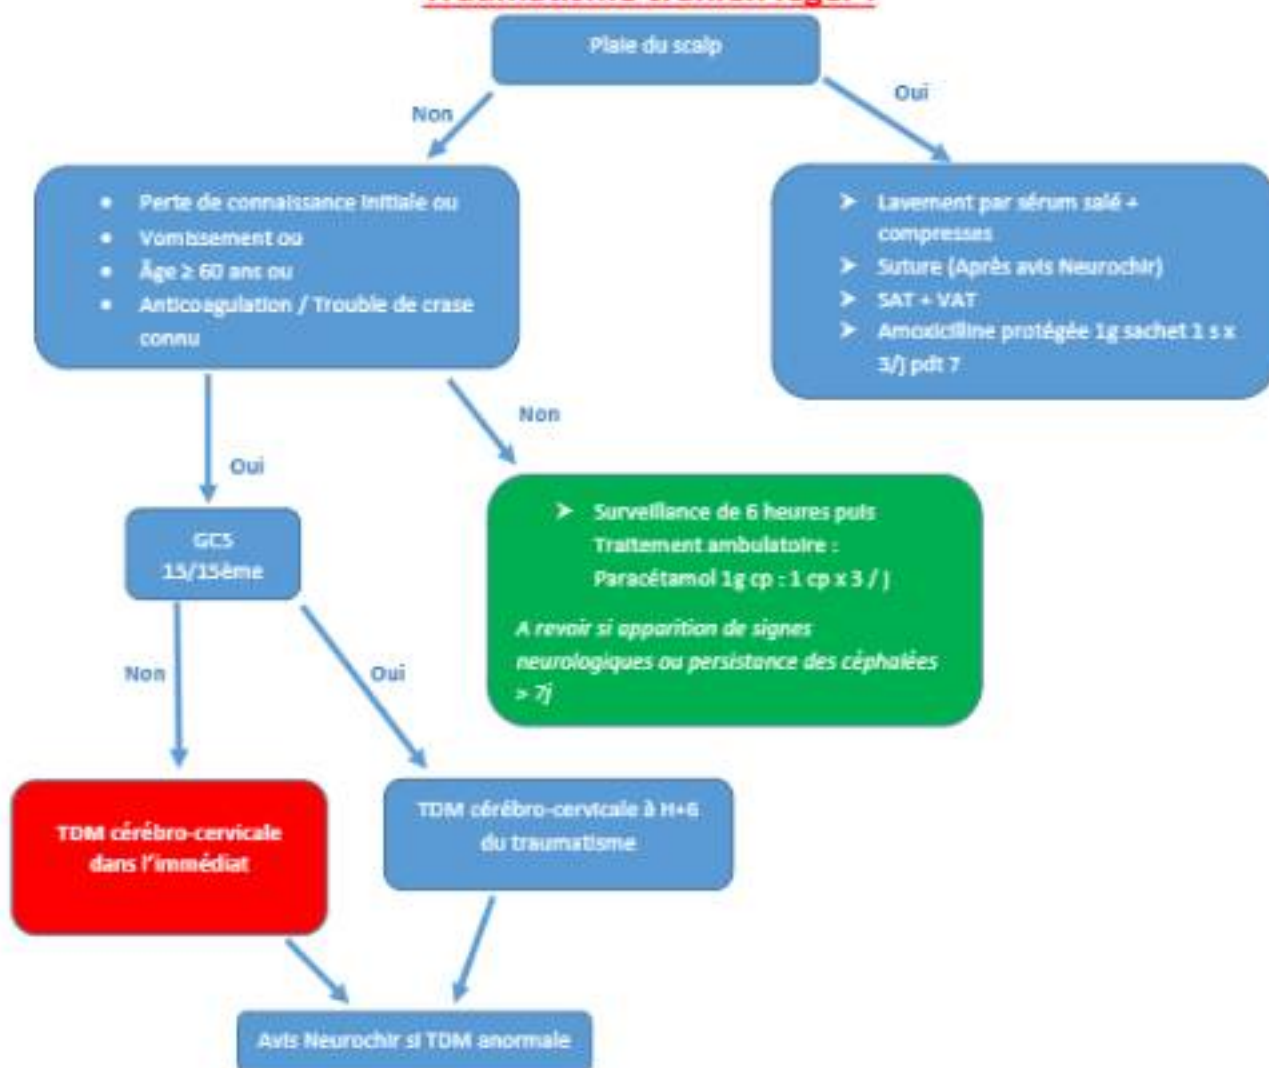 Traumatisme crânien léger :
Plaie du scalp
Non
Oui
• Perte de connaissance initiale ou
• Vomissement ou
• Âge ≥ 60 ans ou
• Anticoagulation / Trouble de crase
connu
➤ Lavement par sérum salé +
compresses
➤ Suture (Après avis Neurochir)
➤ SAT + VAT
➤ Amoxicilline protégée 1g sachet 1 s x
3/j pdt 7
Oui
Non
GCS
15/15ème
➤ Surveillance de 6 heures puis
Traitement ambulatoire :
Paracétamol 1g cp : 1 cp x 3 / j
A revoir si apparition de signes
neurologiques ou persistance des céphalées
> 7j
Non
Oui
TDM cérébro-cervicale
dans l'immédiat
TDM cérébro-cervicale à H+6
du traumatisme
Avis Neurochir si TDM anormale